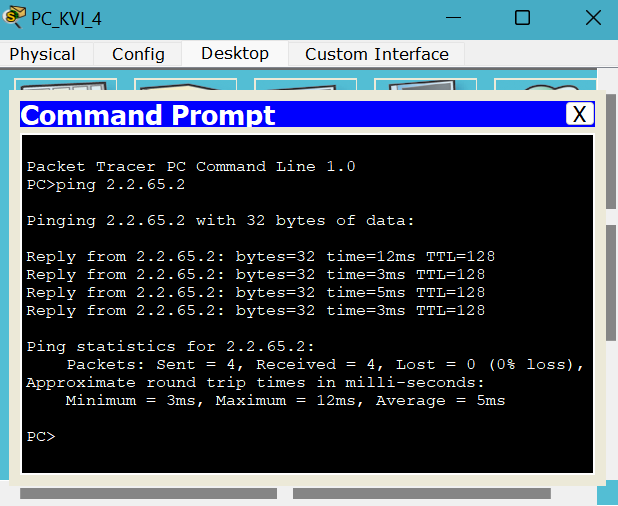 PC_KVI_4
Physical Config Desktop Custom Interface
Command Prompt X
Packet Tracer PC Command Line 1.0
PC>ping 2.2.65.2
Pinging 2.2.65.2 with 32 bytes of data:
Reply from 2.2.65.2: bytes=32 time=12ms TTL=128
Reply from 2.2.65.2: bytes=32 time=3ms TTL=128
Reply from 2.2.65.2: bytes=32 time=5ms TTL=128
Reply from 2.2.65.2: bytes=32 time=3ms TTL=128
Ping statistics for 2.2.65.2:
Packets: Sent = 4, Received = 4, Lost = 0 (0% loss),
Approximate round trip times in milli-seconds:
Minimum = 3ms, Maximum = 12ms, Average = 5ms
PC>